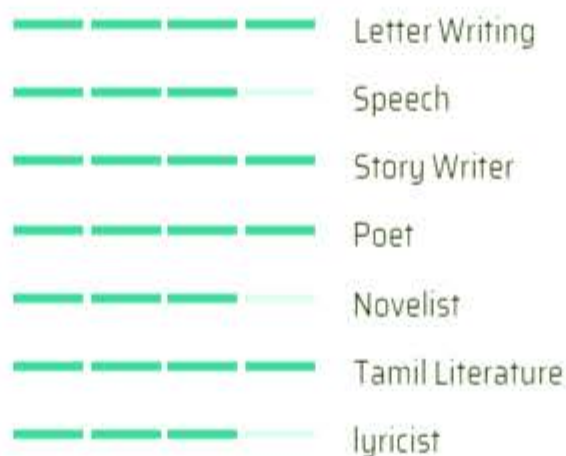 Letter Writing
Speech
Story Writer
Poet
Novelist
Tamil Literature
lyricist